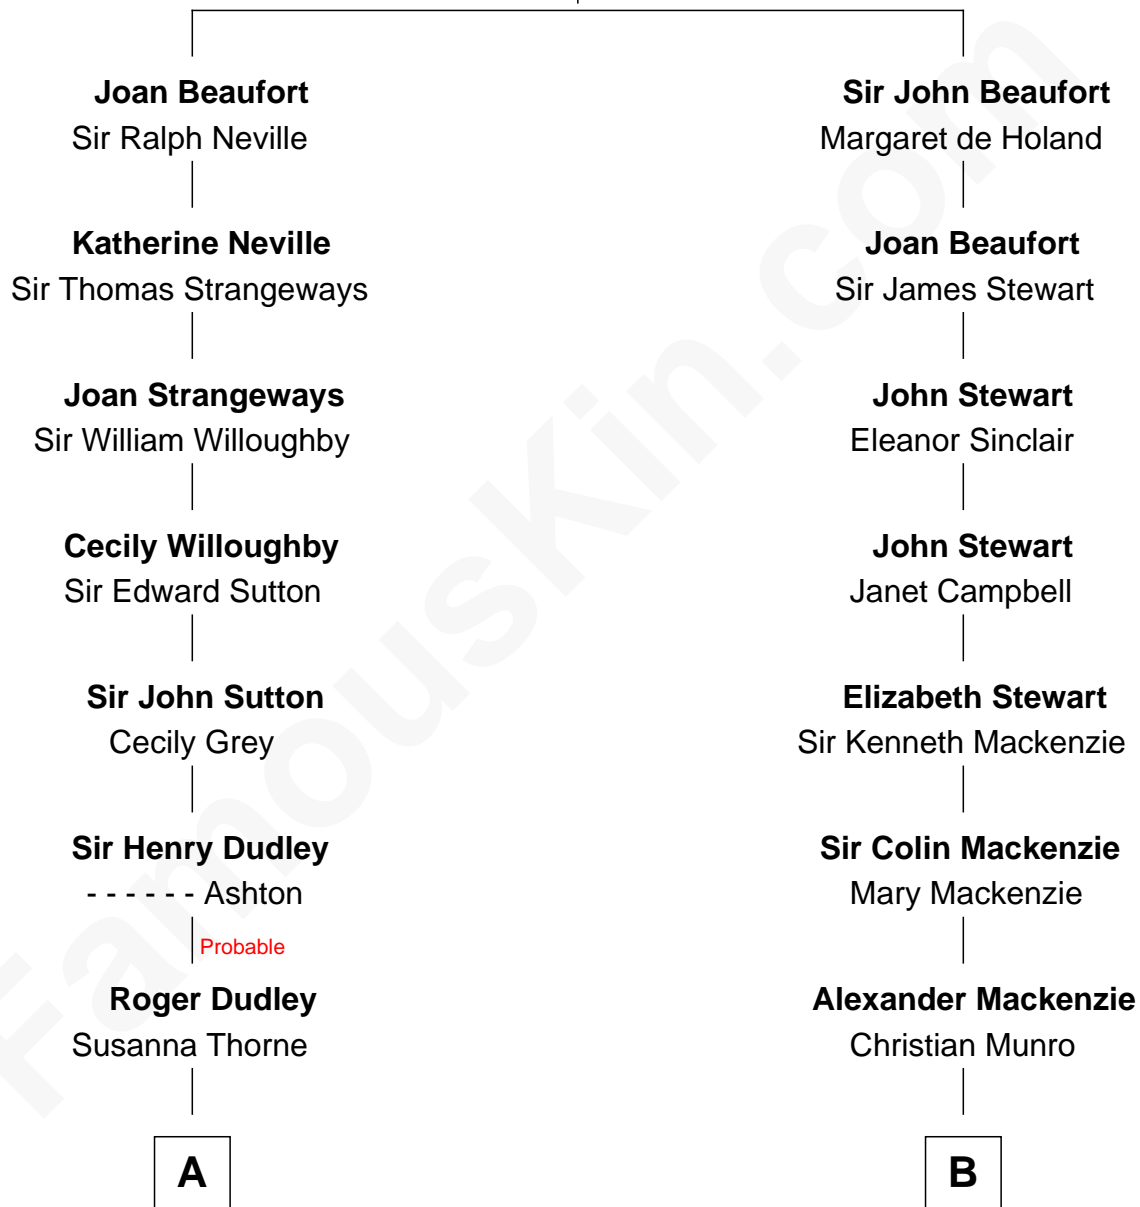 Joan Beaufort
Sir Ralph Neville
Katherine Neville
Sir Thomas Strangeways
Joan Strangeways
Sir William Willoughby
Cecily Willoughby
Sir Edward Sutton
Sir John Sutton
Cecily Grey
Sir Henry Dudley
- - - - - - Ashton
Probable
Roger Dudley
Susanna Thorne
A
Sir John Beaufort
Margaret de Holand
Joan Beaufort
Sir James Stewart
John Stewart
Eleanor Sinclair
John Stewart
Janet Campbell
Elizabeth Stewart
Sir Kenneth Mackenzie
Sir Colin Mackenzie
Mary Mackenzie
Alexander Mackenzie
Christian Munro
B
FamousKin.com